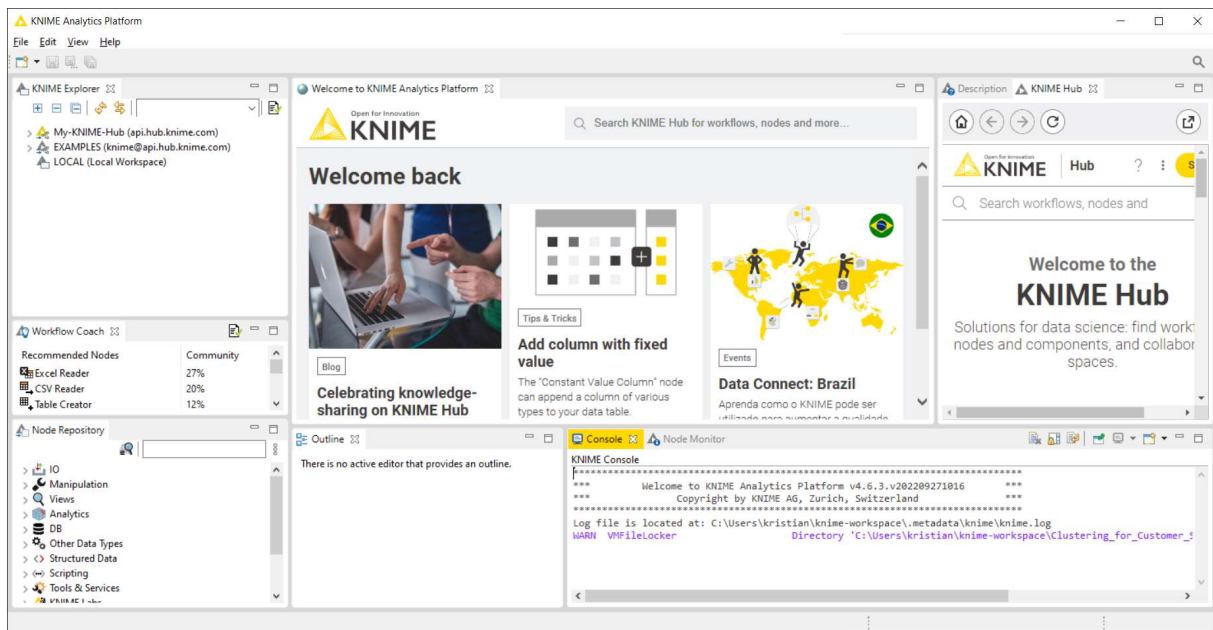 KNIME Analytics Platform
File Edit View Help
KNIME Explorer
My-KNIME-Hub (api.hub.knime.com)
EXAMPLES (knime@api.hub.knime.com)
LOCAL (Local Workspace)
Workflow Coach
Recommended Nodes Community
Excel Reader 27%
CSV Reader 20%
Table Creator 12%
Node Repository
IO
Manipulation
Views
Analytics
DB
Other Data Types
Structured Data
Scripting
Tools & Services
KNIME Labs
Welcome to KNIME Analytics Platform
Open for Innovation
KNIME
Search KNIME Hub for workflows, nodes and more...
Welcome back
Blog
Celebrating knowledge-
sharing on KNIME Hub
Tips & Tricks
Add column with fixed
value
The "Constant Value Column" node
can append a column of various
types to your data table.
Events
Data Connect: Brazil
Aprenda como o KNIME pode ser
utilizado para aumentar a qualidade
Description KNIME Hub
Open for Innovation
KNIME Hub ? S
Search workflows, nodes and
Welcome to the
KNIME Hub
Solutions for data science: find workf
nodes and components, and collabor
spaces.
Outline
There is no active editor that provides an outline.
Console Node Monitor
KNIME Console
*** Welcome to KNIME Analytics Platform v4.6.3.v202209271016 ***
*** Copyright by KNIME AG, Zurich, Switzerland ***
Log file is located at: C:\Users\kristian\knime-workspace\.metadata\knime\knime.log
WARN VMFileLocker Directory 'C:\Users\kristian\knime-workspace\Clustering_for_Customer_S